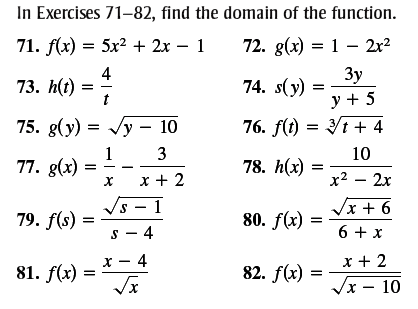 In Exercises 71–82, find the domain of the function.
71. f(x) = 5x² + 2x − 1 72. g(x) = 1 − 2x²
73. h(t) = 4/t 74. s(y) = 3y/(y + 5)
75. g(y) = √(y − 10) 76. f(t) = ∛(t + 4)
77. g(x) = 1/x − 3/(x + 2) 78. h(x) = 10/(x² − 2x)
79. f(s) = √(s − 1)/(s − 4) 80. f(x) = √(x + 6)/(6 + x)
81. f(x) = (x − 4)/√x 82. f(x) = (x + 2)/√(x − 10)